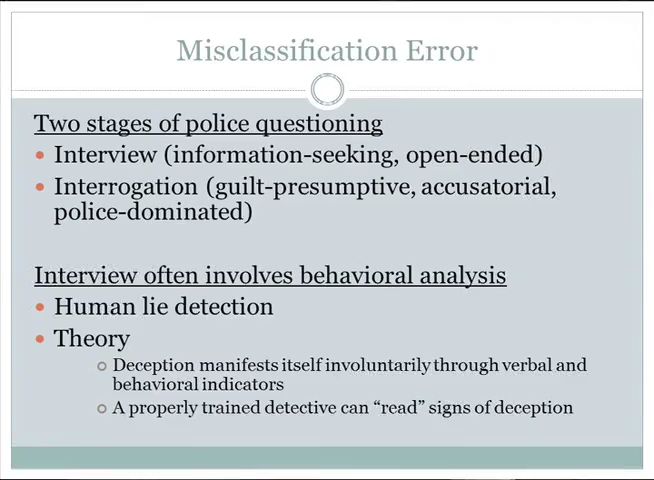 Misclassification Error
Two stages of police questioning
Interview (information-seeking, open-ended)
Interrogation (guilt-presumptive, accusatorial,
police-dominated)
Interview often involves behavioral analysis
Human lie detection
Theory
Deception manifests itself involuntarily through verbal and
behavioral indicators
A properly trained detective can “read” signs of deception